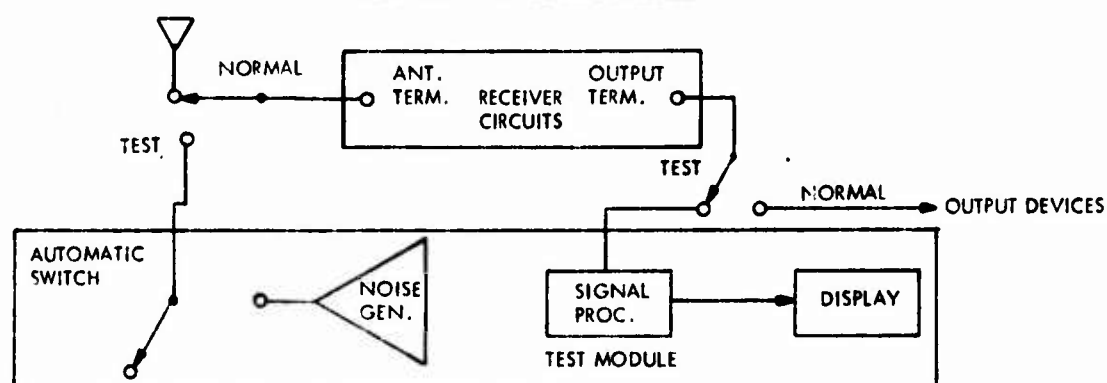 NORMAL
ANT.
TERM.
RECEIVER
CIRCUITS
OUTPUT
TERM.
TEST
TEST
NORMAL
OUTPUT DEVICES
AUTOMATIC
SWITCH
NOISE
GEN.
SIGNAL
PROC.
DISPLAY
TEST MODULE